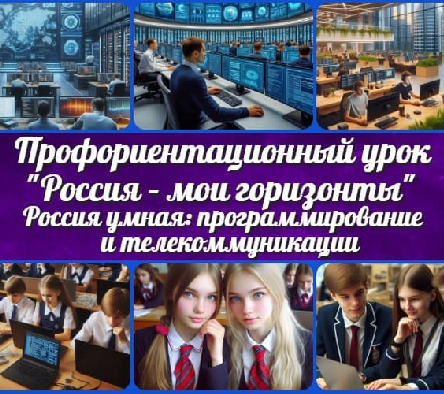 Профориентационный урок
"Россия – мои горизонты"
Россия умная: программирование
и телекоммуникации